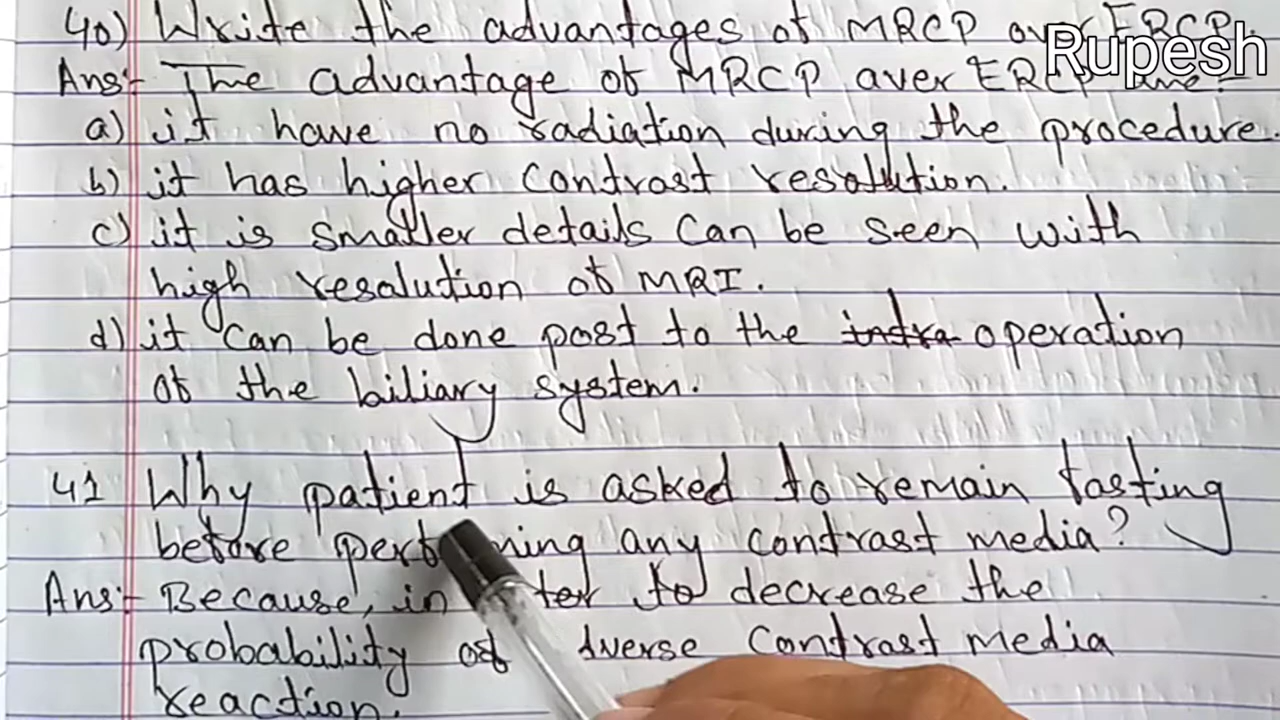 40) Write the advantages of MRCP over ERCP.
Rupesh
Ans:- The advantage of MRCP over ERCP are:-
a) it have no radiation during the procedure.
b) it has higher contrast resolution.
c) it is smaller details can be seen with
high resolution of MRI.
d) it can be done post to the operation
of the biliary system.
41 Why patient is asked to remain fasting
before any contrast media?
Ans:- Because, in to decrease the
probability of contrast media
reaction.